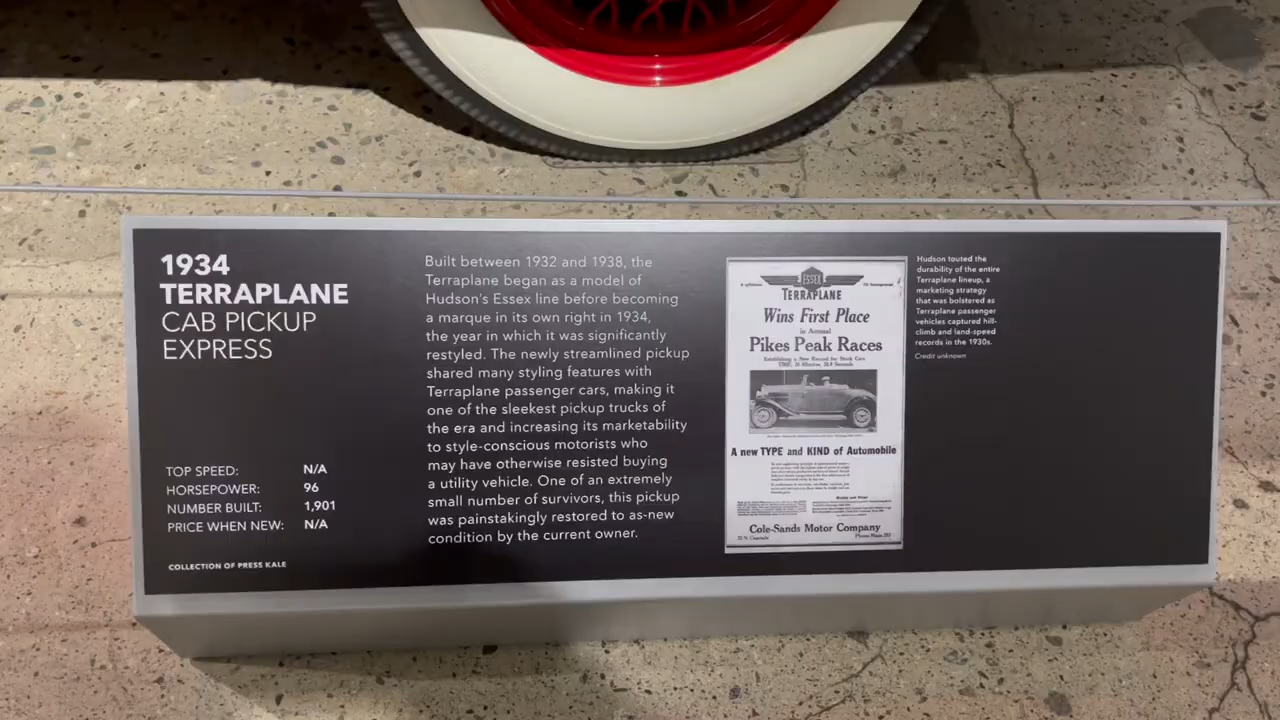 1934
TERRAPLANE
CAB PICKUP
EXPRESS
TOP SPEED: N/A
HORSEPOWER: 96
NUMBER BUILT: 1,901
PRICE WHEN NEW: N/A
COLLECTION OF PRESS KALE
Built between 1932 and 1938, the
Terraplane began as a model of
Hudson's Essex line before becoming
a marque in its own right in 1934,
the year in which it was significantly
restyled. The newly streamlined pickup
shared many styling features with
Terraplane passenger cars, making it
one of the sleekest pickup trucks of
the era and increasing its marketability
to style-conscious motorists who
may have otherwise resisted buying
a utility vehicle. One of an extremely
small number of survivors, this pickup
was painstakingly restored to as-new
condition by the current owner.
ESSEX
TERRAPLANE
Wins First Place
in Annual
Pikes Peak Races
Establishing a New Record for Stock Cars
A new TYPE and KIND of Automobile
Cole-Sands Motor Company
Hudson touted the
durability of the entire
Terraplane lineup, a
marketing strategy
that was bolstered as
Terraplane passenger
vehicles captured hill-
climb and land-speed
records in the 1930s.
Credit unknown